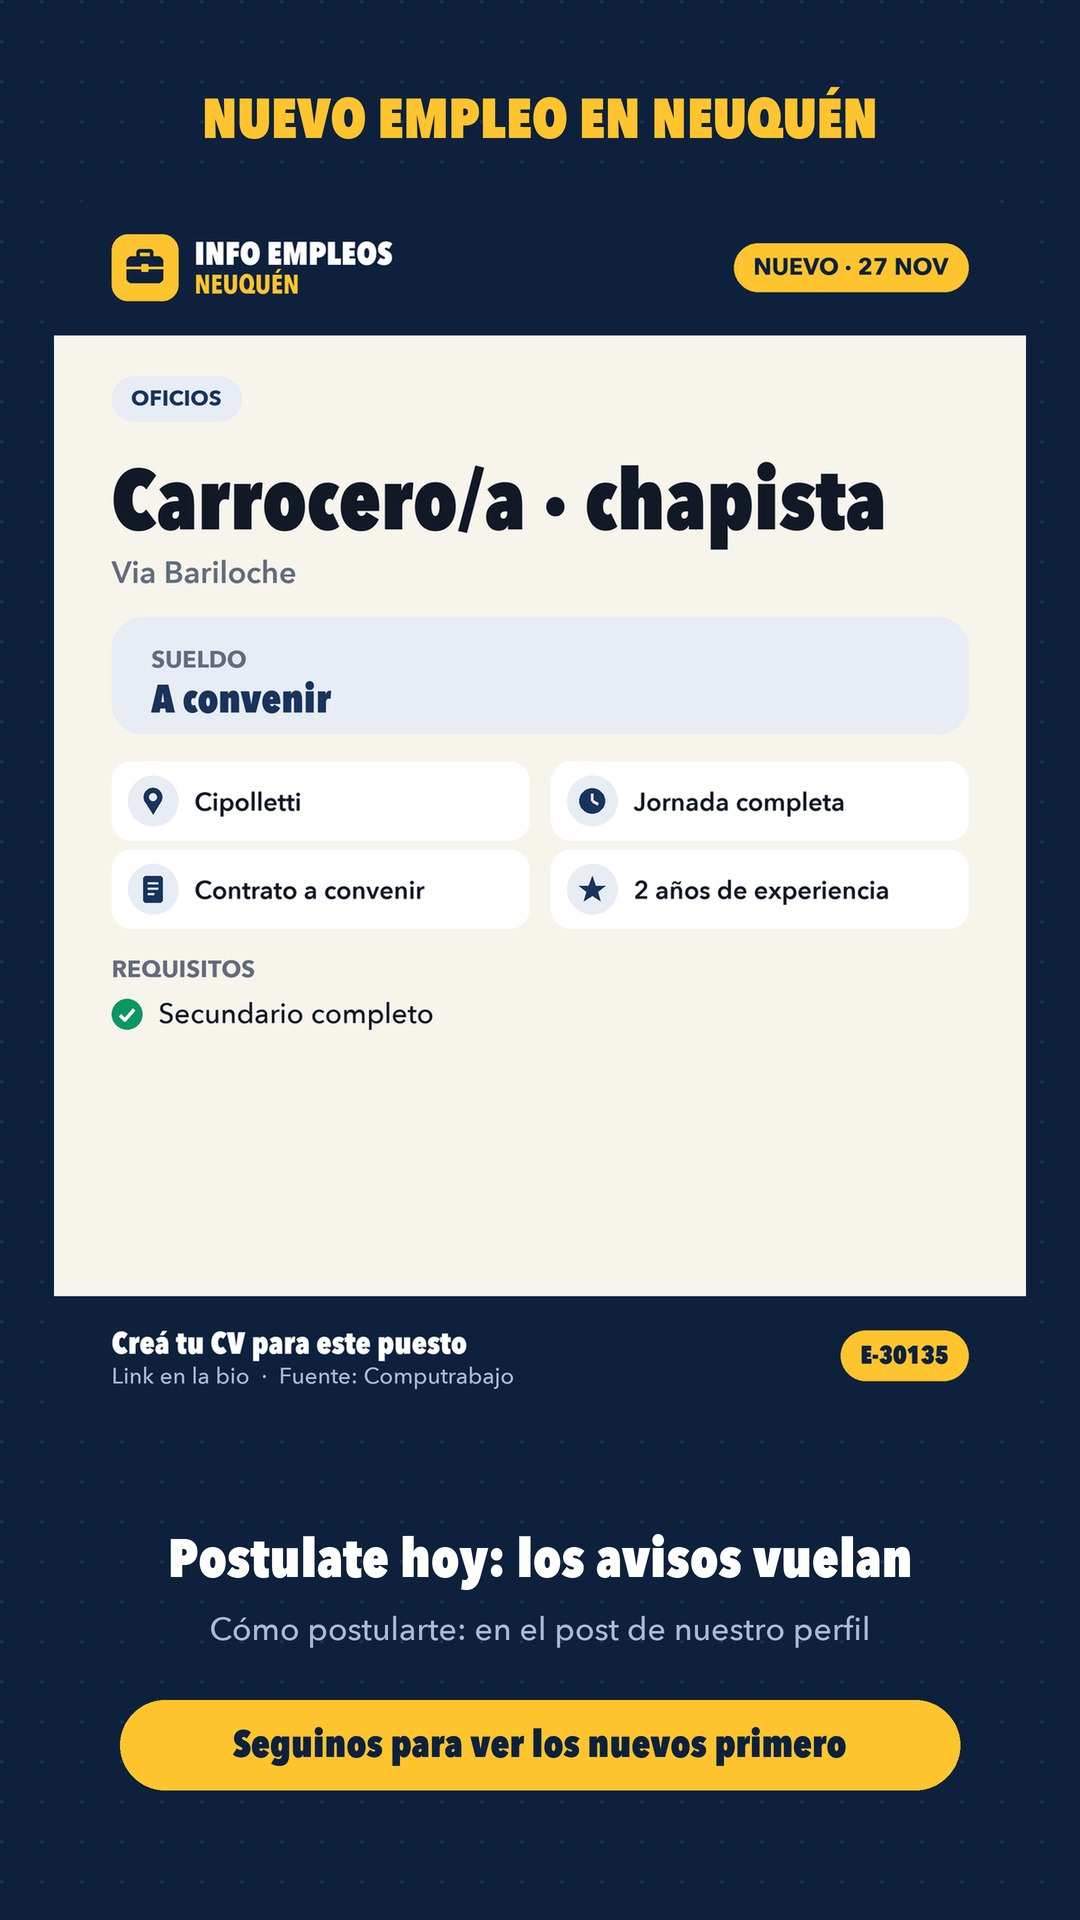 NUEVO EMPLEO EN NEUQUÉN
INFO EMPLEOS
NEUQUÉN
NUEVO · 27 NOV
OFICIOS
Carrocero/a · chapista
Via Bariloche
SUELDO
A convenir
Cipolletti
Jornada completa
Contrato a convenir
2 años de experiencia
REQUISITOS
Secundario completo
Creá tu CV para este puesto
Link en la bio · Fuente: Computrabajo
E-30135
Postulate hoy: los avisos vuelan
Cómo postularte: en el post de nuestro perfil
Seguinos para ver los nuevos primero